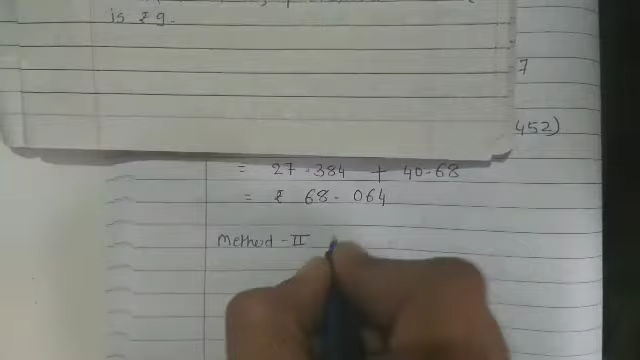 is ₹ 9.
7
452)
= 27.384 + 40.68
= ₹ 68.064
Method - II